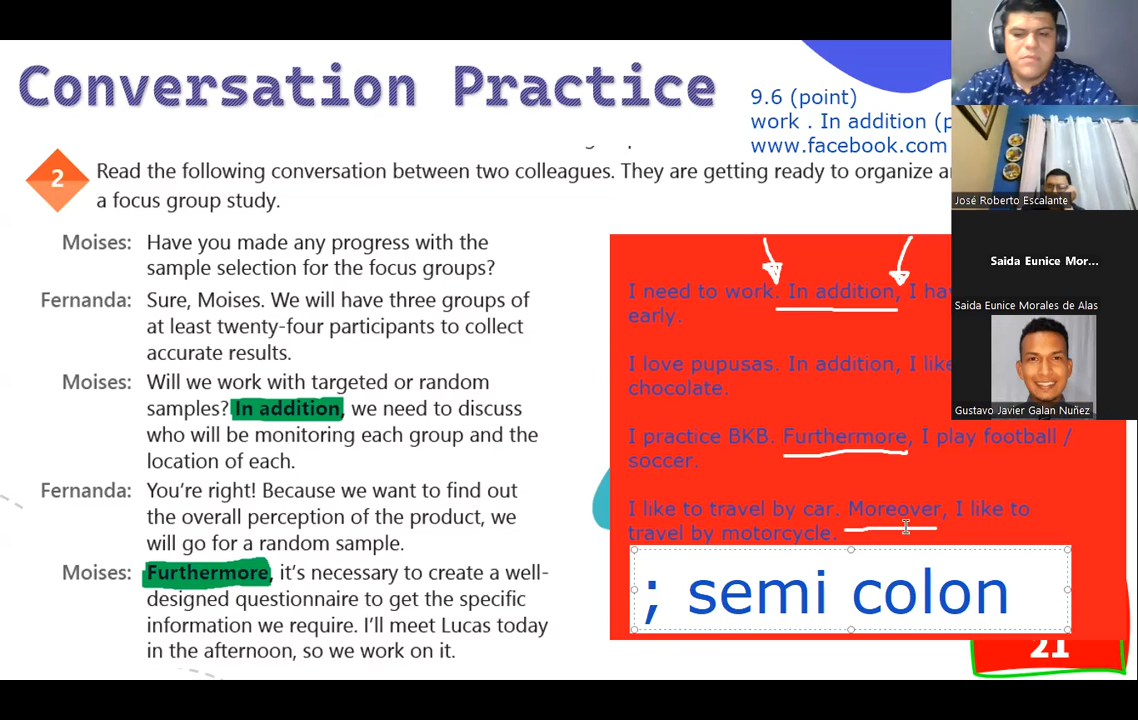 Conversation Practice
9.6 (point)
work . In addition
www.facebook.com
2
Read the following conversation between two colleagues. They are getting ready to organize
a focus group study.
Moises: Have you made any progress with the
sample selection for the focus groups?
Fernanda: Sure, Moises. We will have three groups of
at least twenty-four participants to collect
accurate results.
Moises: Will we work with targeted or random
samples? In addition, we need to discuss
who will be monitoring each group and the
location of each.
Fernanda: You're right! Because we want to find out
the overall perception of the product, we
will go for a random sample.
Moises: Furthermore, it's necessary to create a well-
designed questionnaire to get the specific
information we require. I'll meet Lucas today
in the afternoon, so we work on it.
I need to work. In addition, I
early.
I love pupusas. In addition, I
chocolate.
I practice BKB. Furthermore, I play football /
soccer.
I like to travel by car. Moreover, I like to
travel by motorcycle.
; semi colon
21
José Roberto Escalante
Saida Eunice Mor...
Saida Eunice Morales de Alas
Gustavo Javier Galan Nuñez